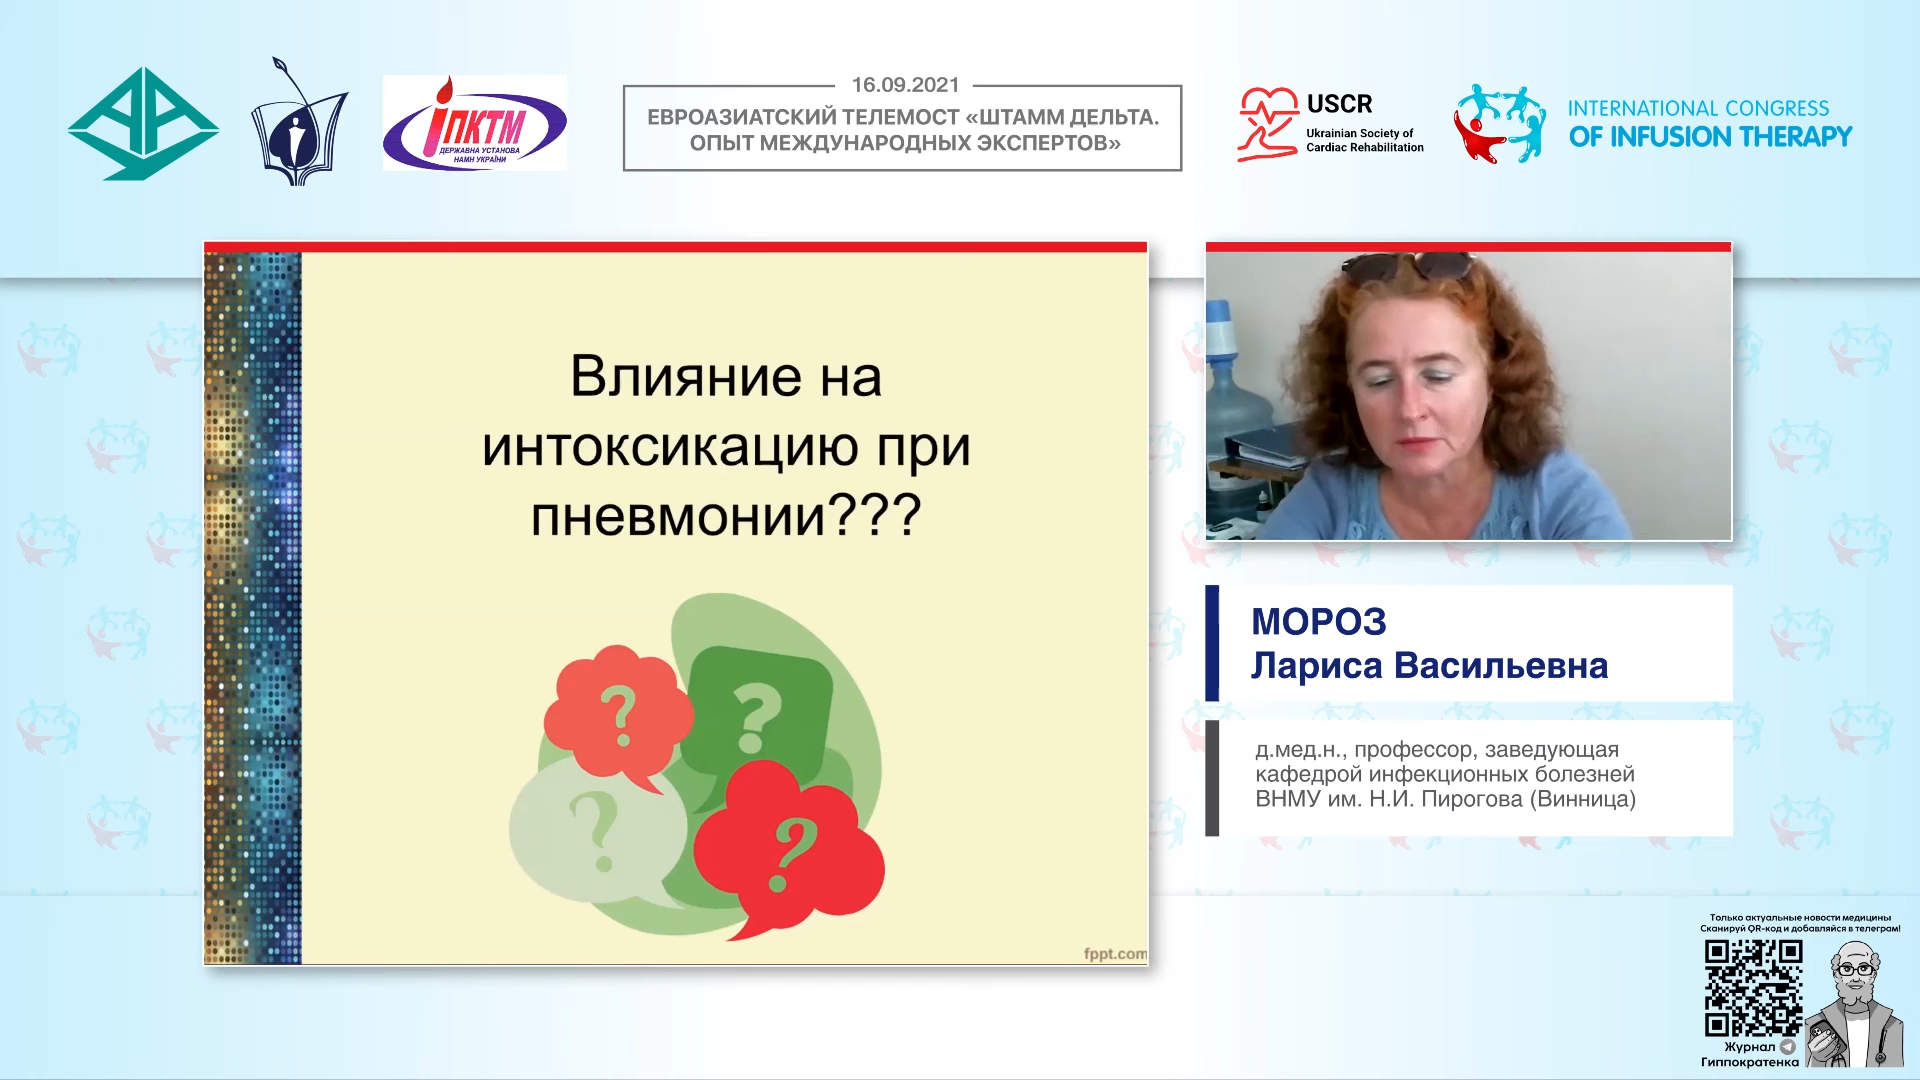 ААУ
іПКТМ
ДЕРЖАВНА УСТАНОВА
НАМН УКРАЇНИ
16.09.2021
ЕВРОАЗИАТСКИЙ ТЕЛЕМОСТ «ШТАММ ДЕЛЬТА.
ОПЫТ МЕЖДУНАРОДНЫХ ЭКСПЕРТОВ»
USCR
Ukrainian Society of
Cardiac Rehabilitation
INTERNATIONAL CONGRESS
OF INFUSION THERAPY
Влияние на
интоксикацию при
пневмонии???
?
?
?
?
fppt.com
МОРОЗ
Лариса Васильевна
д.мед.н., профессор, заведующая
кафедрой инфекционных болезней
ВНМУ им. Н.И. Пирогова (Винница)
Только актуальные новости медицины
Сканируй QR-код и добавляйся в телеграм!
Журнал
Гиппократенка